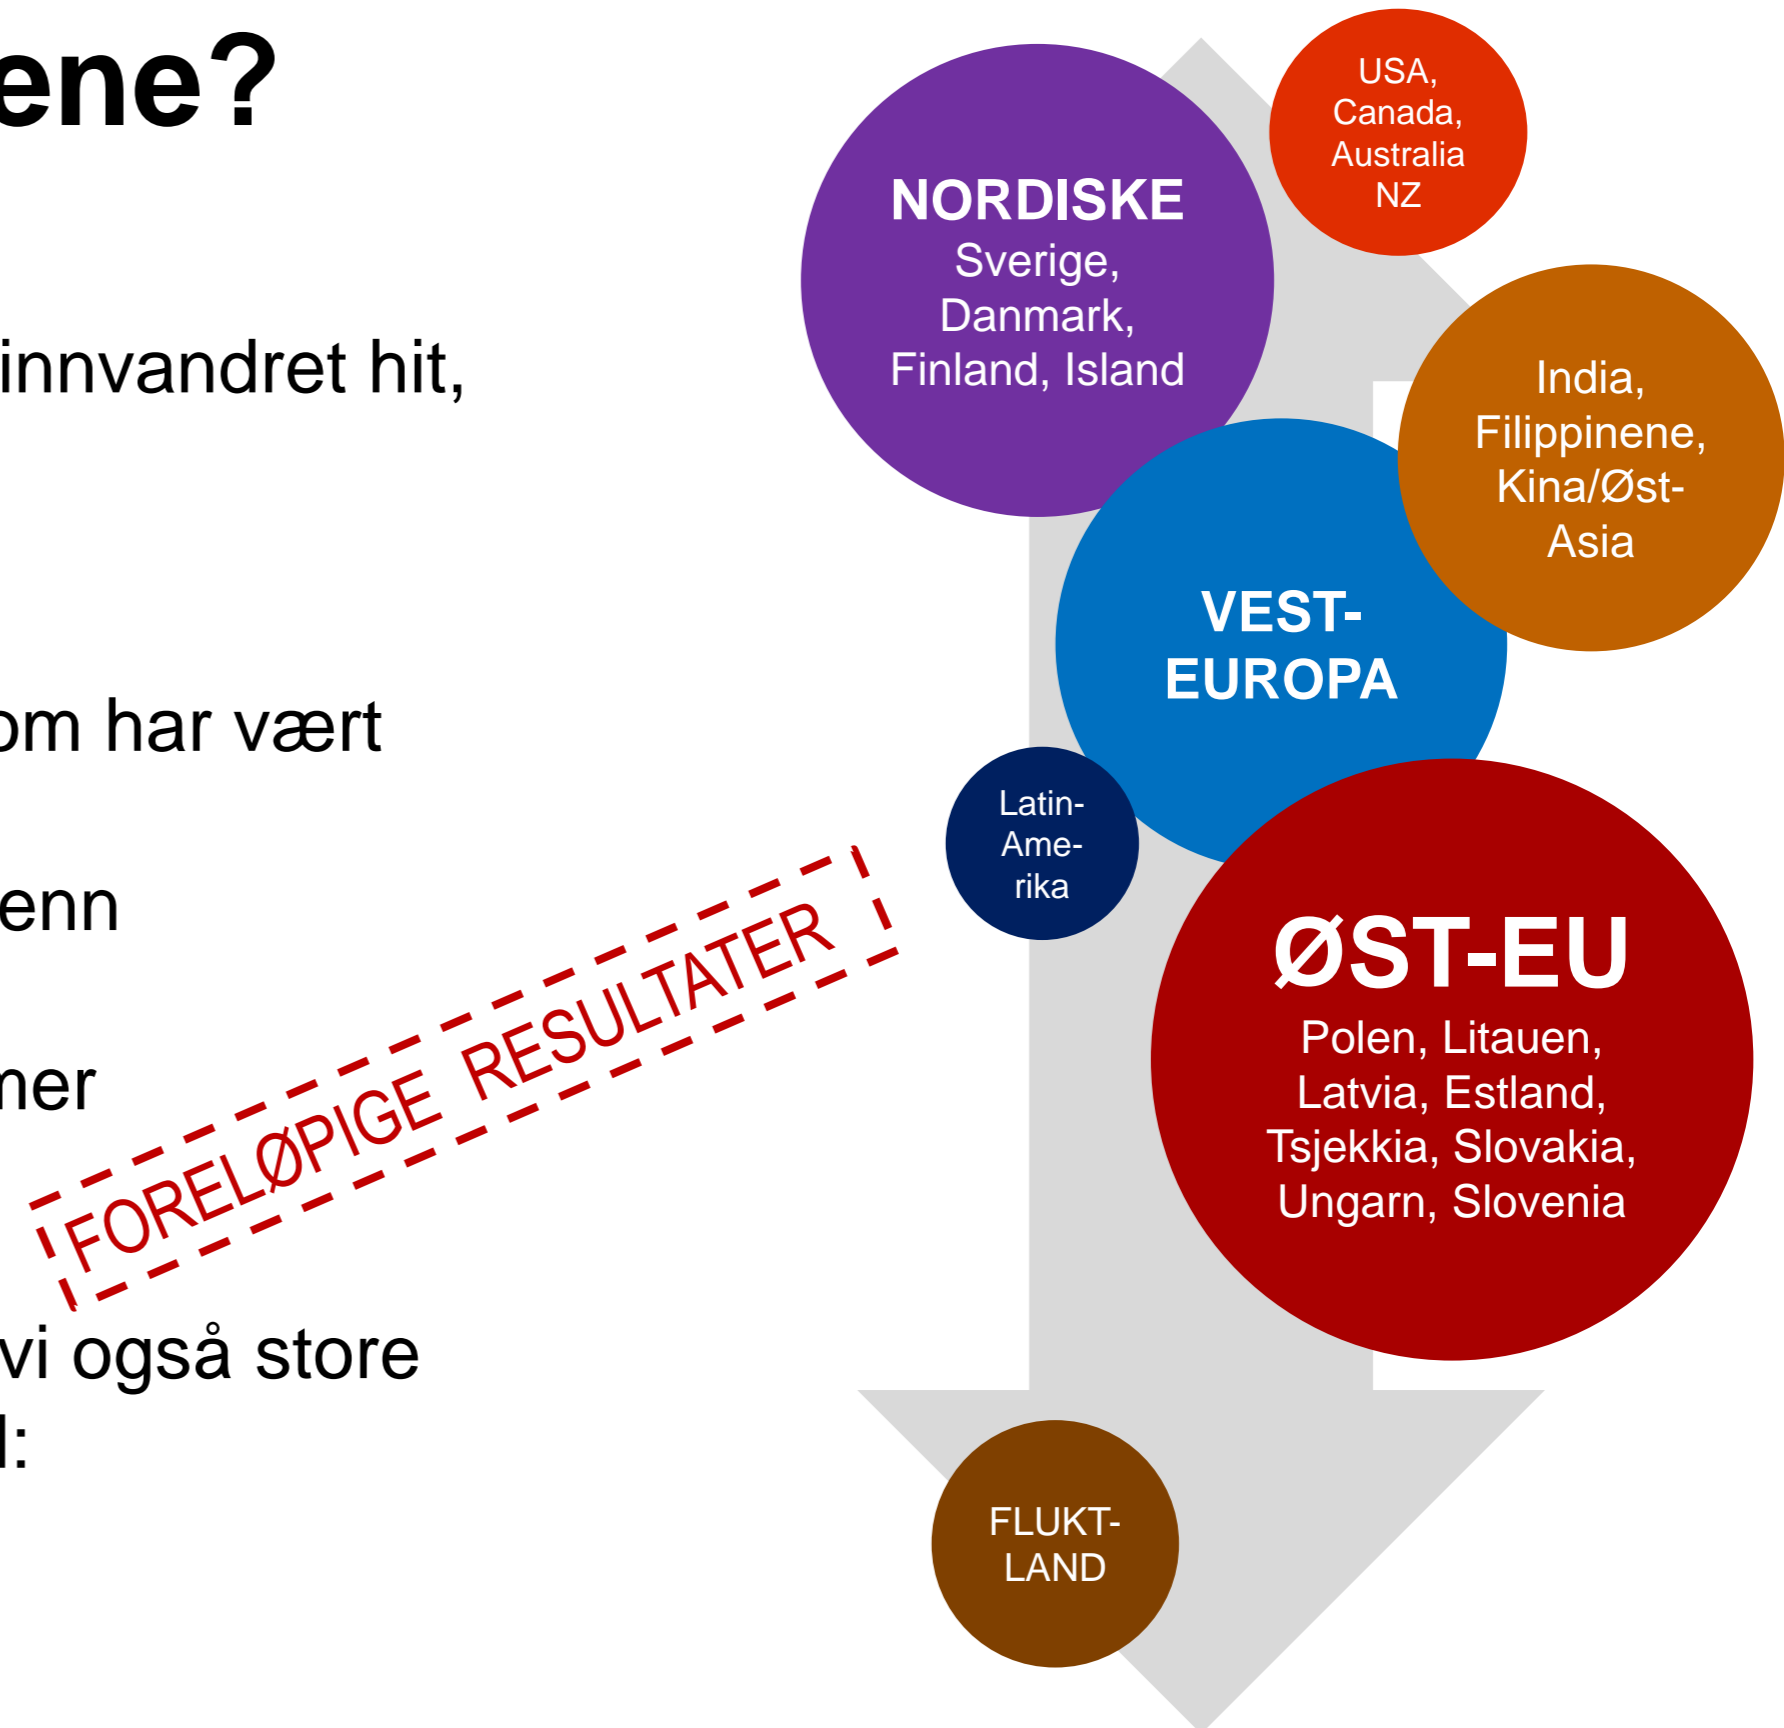 ene?
innvandret hit,
om har vært
enn
mer
vi også store
l:
FORELØPIGE RESULTATER
USA,
Canada,
Australia
NZ
NORDISKE
Sverige,
Danmark,
Finland, Island
India,
Filippinene,
Kina/Øst-
Asia
VEST-
EUROPA
Latin-
Ame-
rika
ØST-EU
Polen, Litauen,
Latvia, Estland,
Tsjekkia, Slovakia,
Ungarn, Slovenia
FLUKT-
LAND